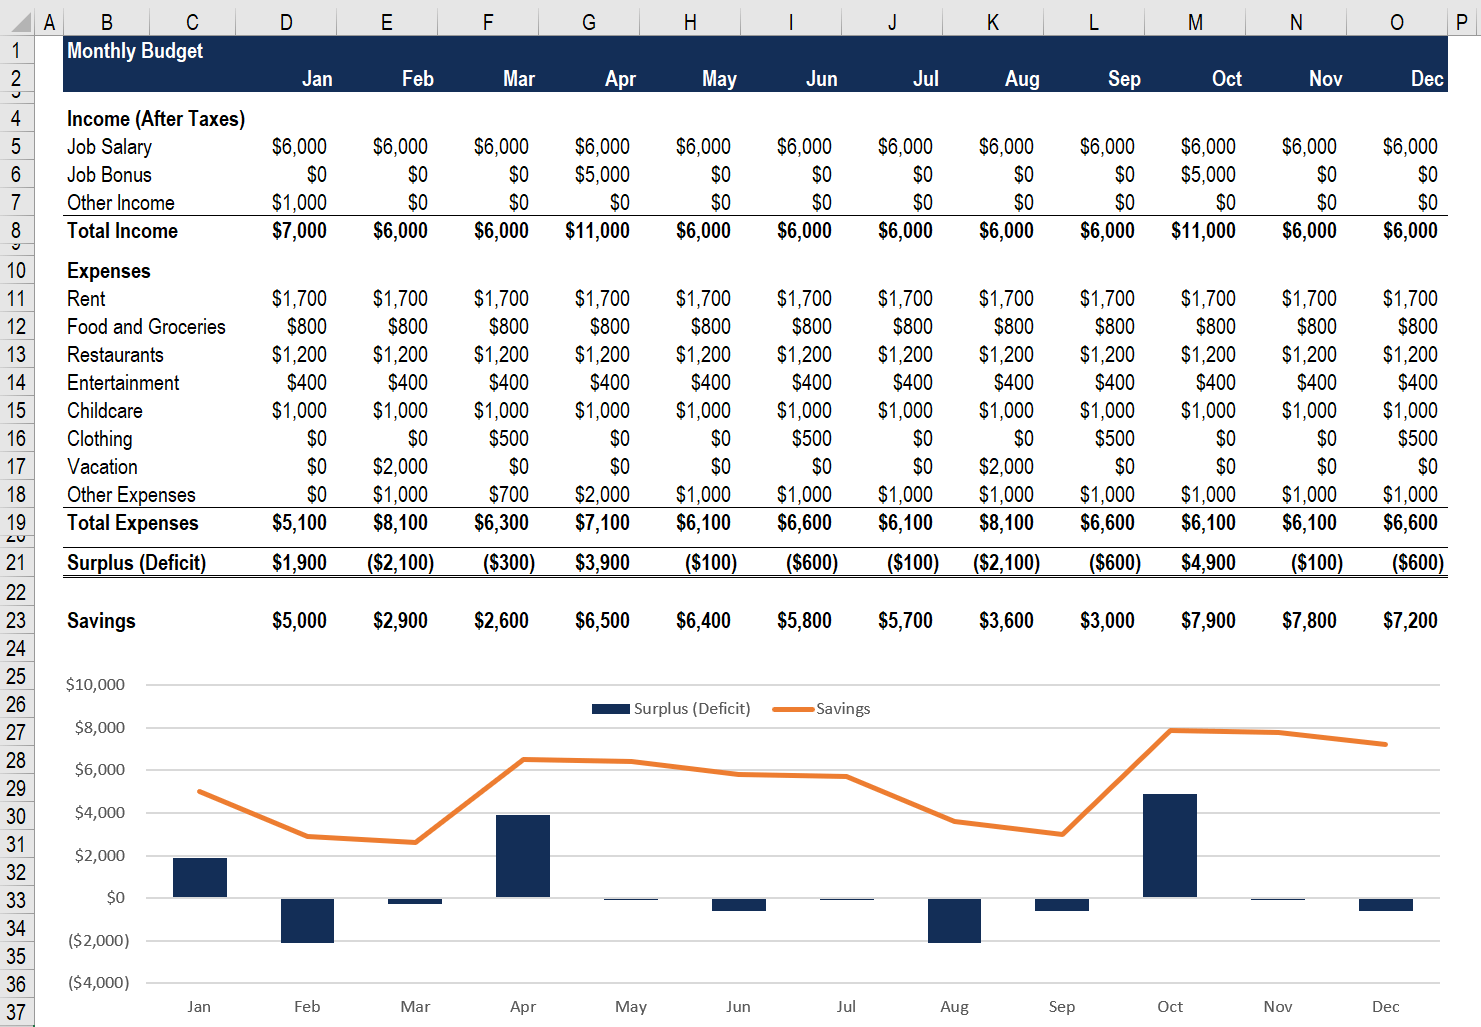 A B C D E F G H I J K L M N O P
1 Monthly Budget
2 Jan Feb Mar Apr May Jun Jul Aug Sep Oct Nov Dec
3
4 Income (After Taxes)
5 Job Salary $6,000 $6,000 $6,000 $6,000 $6,000 $6,000 $6,000 $6,000 $6,000 $6,000 $6,000 $6,000
6 Job Bonus $0 $0 $0 $5,000 $0 $0 $0 $0 $0 $5,000 $0 $0
7 Other Income $1,000 $0 $0 $0 $0 $0 $0 $0 $0 $0 $0 $0
8 Total Income $7,000 $6,000 $6,000 $11,000 $6,000 $6,000 $6,000 $6,000 $6,000 $11,000 $6,000 $6,000
9
10 Expenses
11 Rent $1,700 $1,700 $1,700 $1,700 $1,700 $1,700 $1,700 $1,700 $1,700 $1,700 $1,700 $1,700
12 Food and Groceries $800 $800 $800 $800 $800 $800 $800 $800 $800 $800 $800 $800
13 Restaurants $1,200 $1,200 $1,200 $1,200 $1,200 $1,200 $1,200 $1,200 $1,200 $1,200 $1,200 $1,200
14 Entertainment $400 $400 $400 $400 $400 $400 $400 $400 $400 $400 $400 $400
15 Childcare $1,000 $1,000 $1,000 $1,000 $1,000 $1,000 $1,000 $1,000 $1,000 $1,000 $1,000 $1,000
16 Clothing $0 $0 $500 $0 $0 $500 $0 $0 $500 $0 $0 $500
17 Vacation $0 $2,000 $0 $0 $0 $0 $0 $2,000 $0 $0 $0 $0
18 Other Expenses $0 $1,000 $700 $2,000 $1,000 $1,000 $1,000 $1,000 $1,000 $1,000 $1,000 $1,000
19 Total Expenses $5,100 $8,100 $6,300 $7,100 $6,100 $6,600 $6,100 $8,100 $6,600 $6,100 $6,100 $6,600
20
21 Surplus (Deficit) $1,900 ($2,100) ($300) $3,900 ($100) ($600) ($100) ($2,100) ($600) $4,900 ($100) ($600)
22
23 Savings $5,000 $2,900 $2,600 $6,500 $6,400 $5,800 $5,700 $3,600 $3,000 $7,900 $7,800 $7,200
24
25 $10,000
26 Surplus (Deficit) Savings
27 $8,000
28 $6,000
29
30 $4,000
31 $2,000
32
33 $0
34 ($2,000)
35
36 ($4,000)
37 Jan Feb Mar Apr May Jun Jul Aug Sep Oct Nov Dec